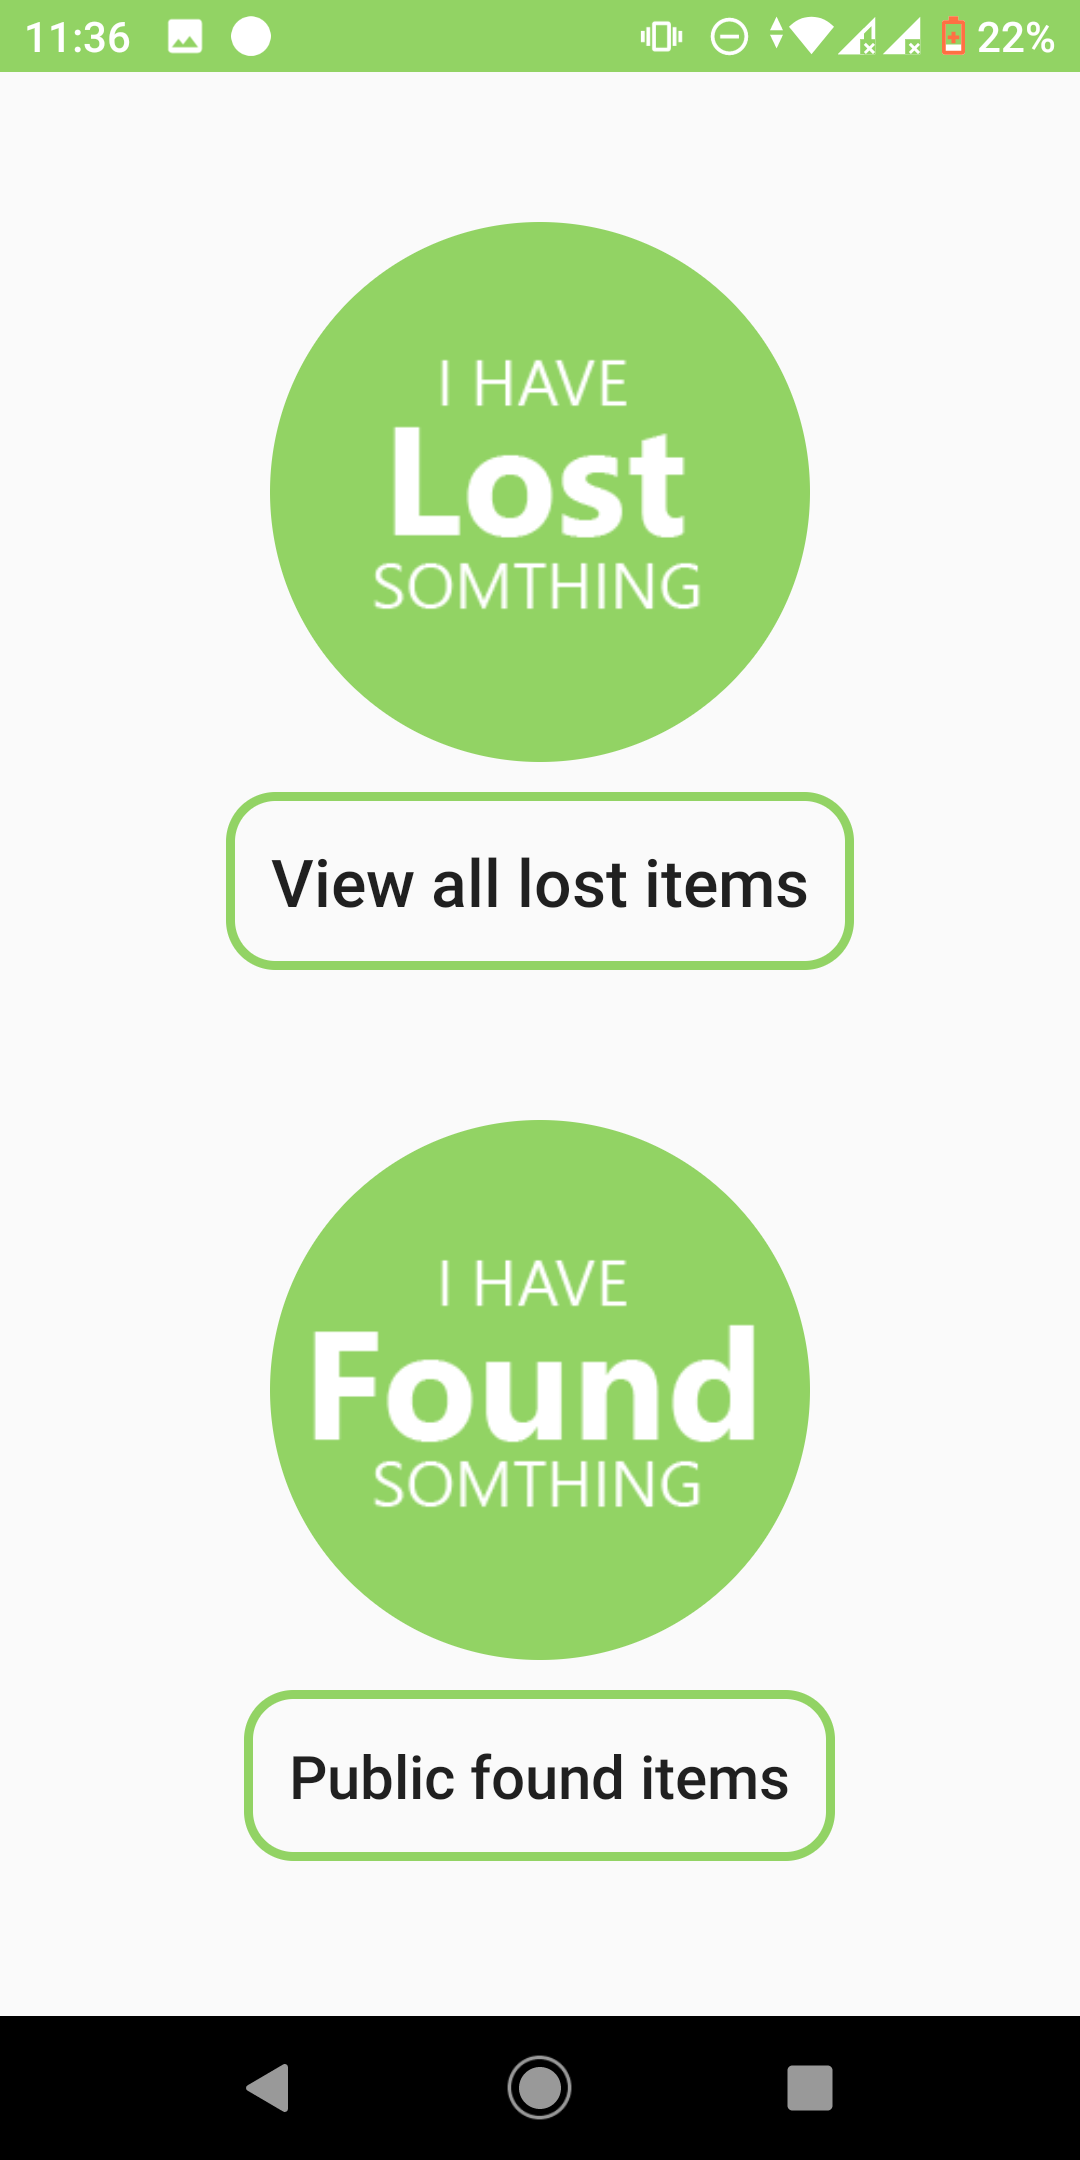 11:36 22%
I HAVE
Lost
SOMTHING
View all lost items
I HAVE
Found
SOMTHING
Public found items